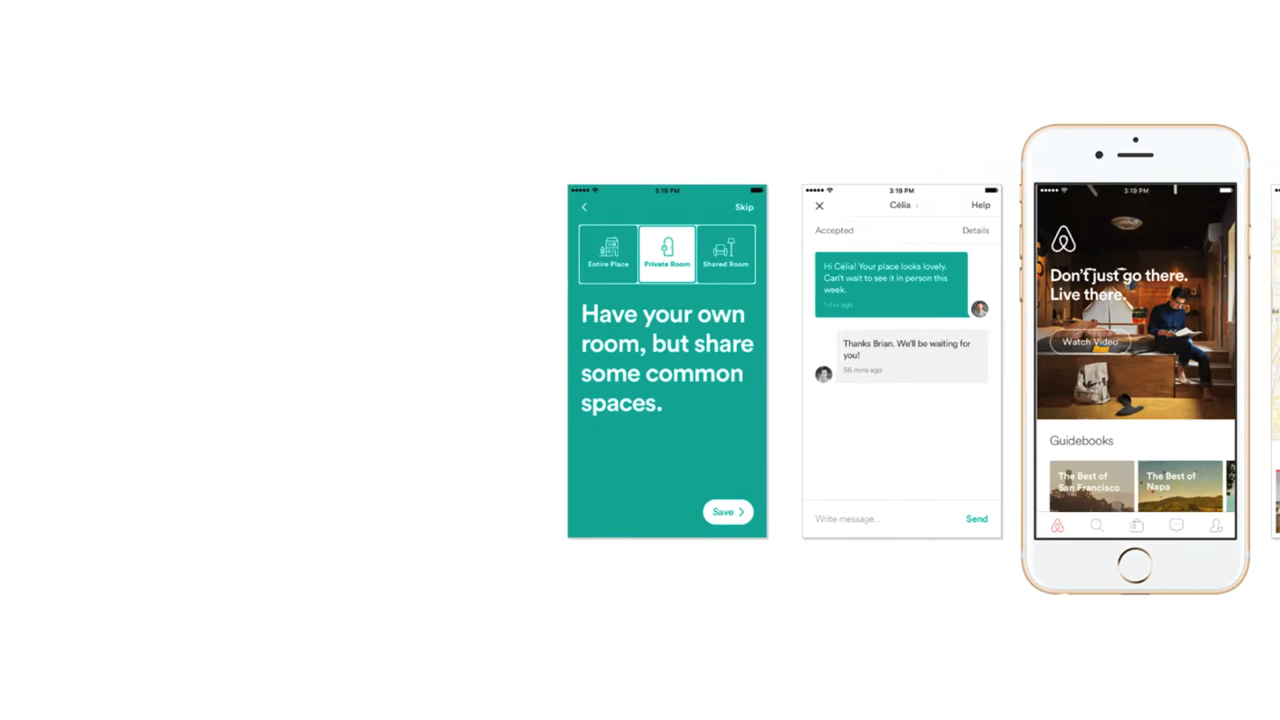 3:19 PM
Skip
Entire Place
Private Room
Shared Room
Have your own
room, but share
some common
spaces.
Save
3:19 PM
Célia
Help
Accepted
Details
Hi Célia! Your place looks lovely.
Can't wait to see it in person this
week.
1 day ago
Thanks Brian. We'll be waiting for
you!
56 mins ago
Write message...
Send
3:19 PM
Don't just go there.
Live there.
Watch Video
Guidebooks
The Best of
San Francisco
The Best of
Napa